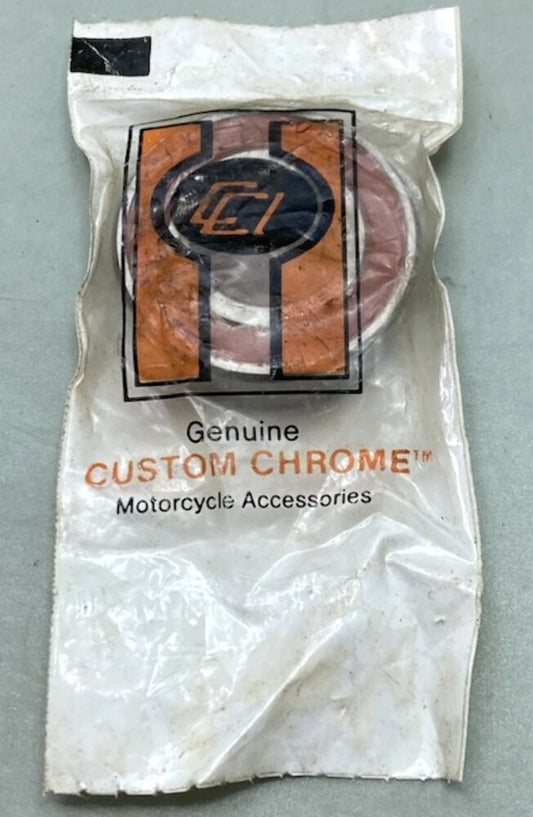 CCI
Genuine
CUSTOM CHROME™
Motorcycle Accessories